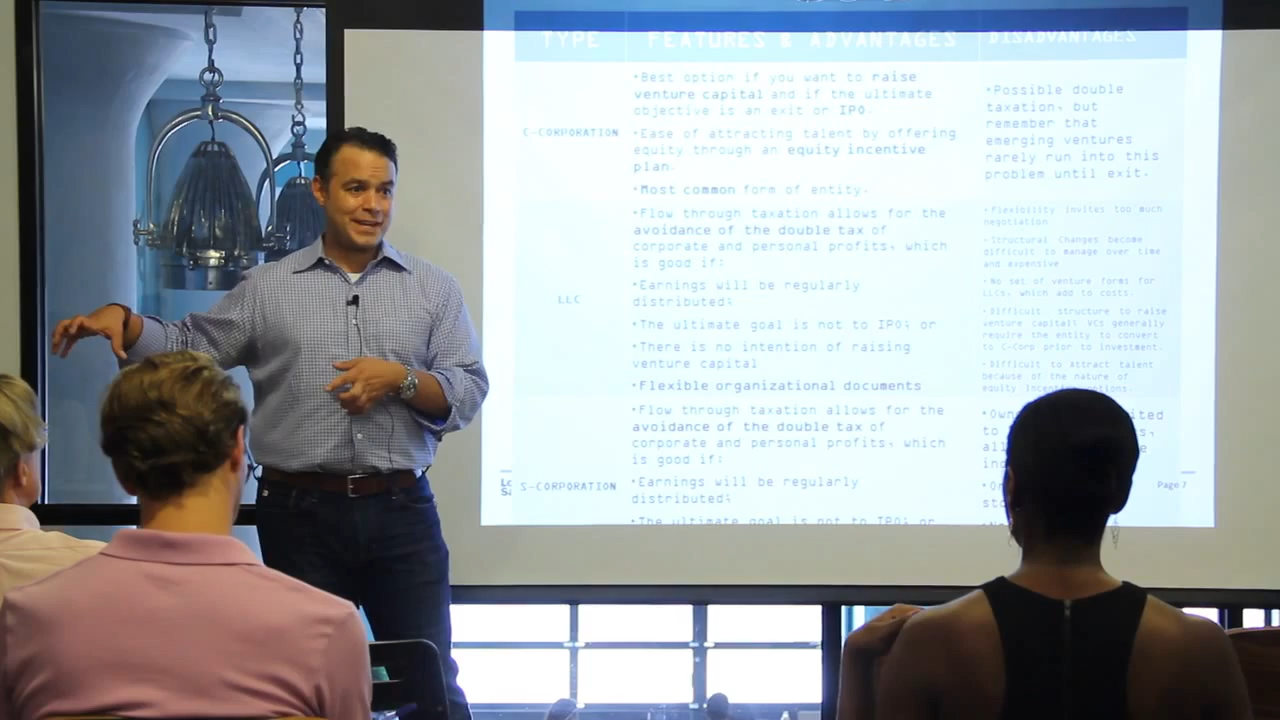 TYPE FEATURES & ADVANTAGES DISADVANTAGES
C-CORPORATION
•Best option if you want to raise
venture capital and if the ultimate
objective is an exit or IPO.
•Ease of attracting talent by offering
equity through an equity incentive
plan.
•Most common form of entity.
•Possible double
taxation, but
remember that
emerging ventures
rarely run into this
problem until exit.
LLC
•Flow through taxation allows for the
avoidance of the double tax of
corporate and personal profits, which
is good if:
•Earnings will be regularly
distributed;
•The ultimate goal is not to IPO; or
•There is no intention of raising
venture capital
•Flexible organizational documents
•Flexibility invites too much
negotiation
•Structural Changes become
difficult to manage over time
and expensive
•No set of venture forms for
LLCs, which add to costs.
•Difficult structure to raise
venture capital; VCs generally
require the entity to convert
to C-Corp prior to investment.
•Difficult to attract talent
because of the nature of
equity
S-CORPORATION
•Flow through taxation allows for the
avoidance of the double tax of
corporate and personal profits, which
is good if:
•Earnings will be regularly
distributed;
•The ultimate goal is not to IPO; or
Page 7